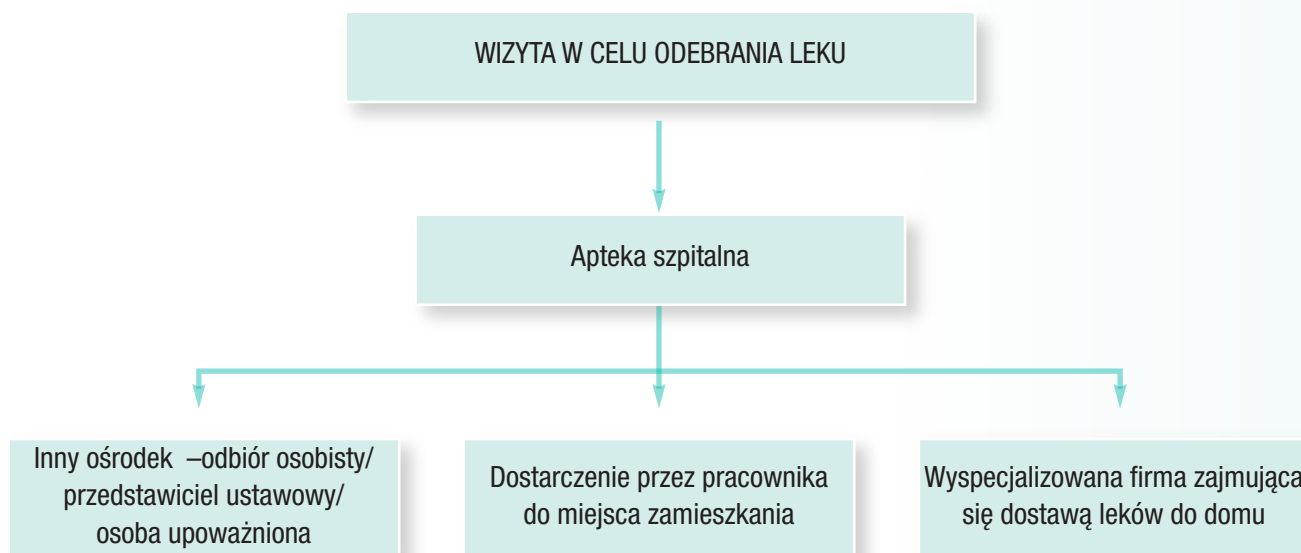 WIZYTA W CELU ODEBRANIA LEKU
Apteka szpitalna
Inny ośrodek –odbiór osobisty/
przedstawiciel ustawowy/
osoba upoważniona
Dostarczenie przez pracownika
do miejsca zamieszkania
Wyspecjalizowana firma zajmująca
się dostawą leków do domu